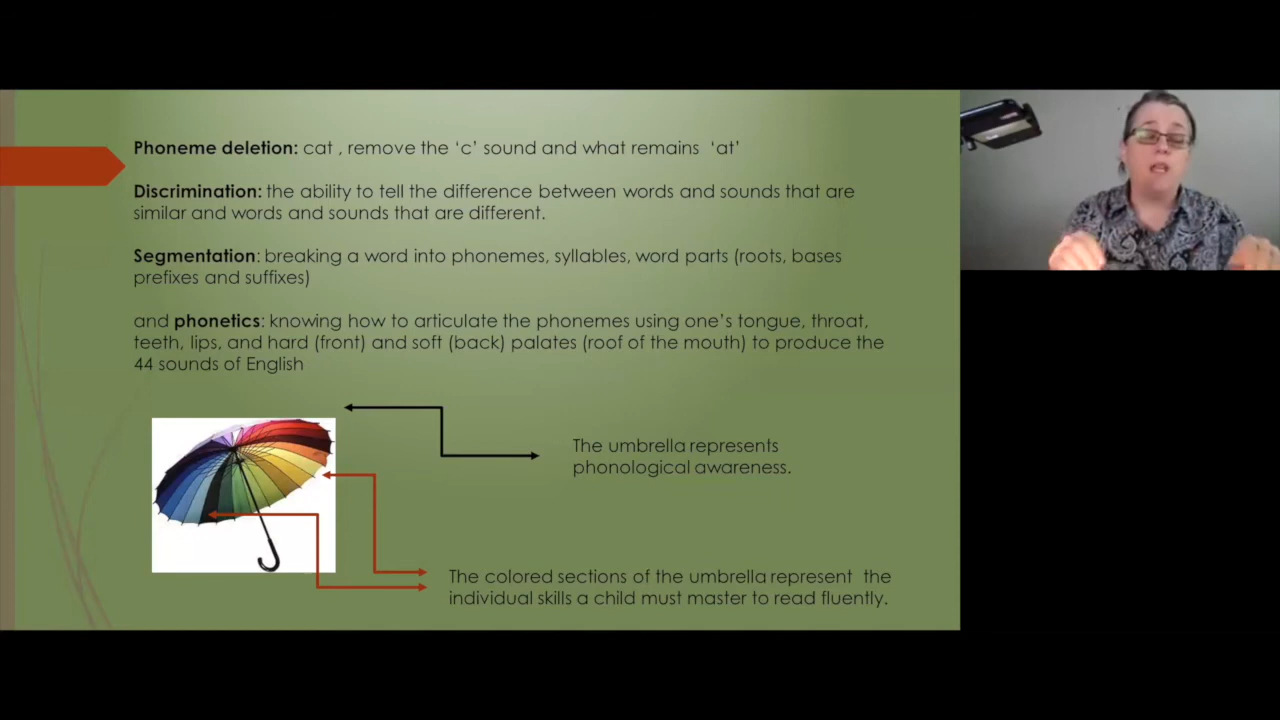 Phoneme deletion: cat , remove the ‘c’ sound and what remains ‘at’
Discrimination: the ability to tell the difference between words and sounds that are
similar and words and sounds that are different.
Segmentation: breaking a word into phonemes, syllables, word parts (roots, bases
prefixes and suffixes)
and phonetics: knowing how to articulate the phonemes using one’s tongue, throat,
teeth, lips, and hard (front) and soft (back) palates (roof of the mouth) to produce the
44 sounds of English
The umbrella represents
phonological awareness.
The colored sections of the umbrella represent the
individual skills a child must master to read fluently.